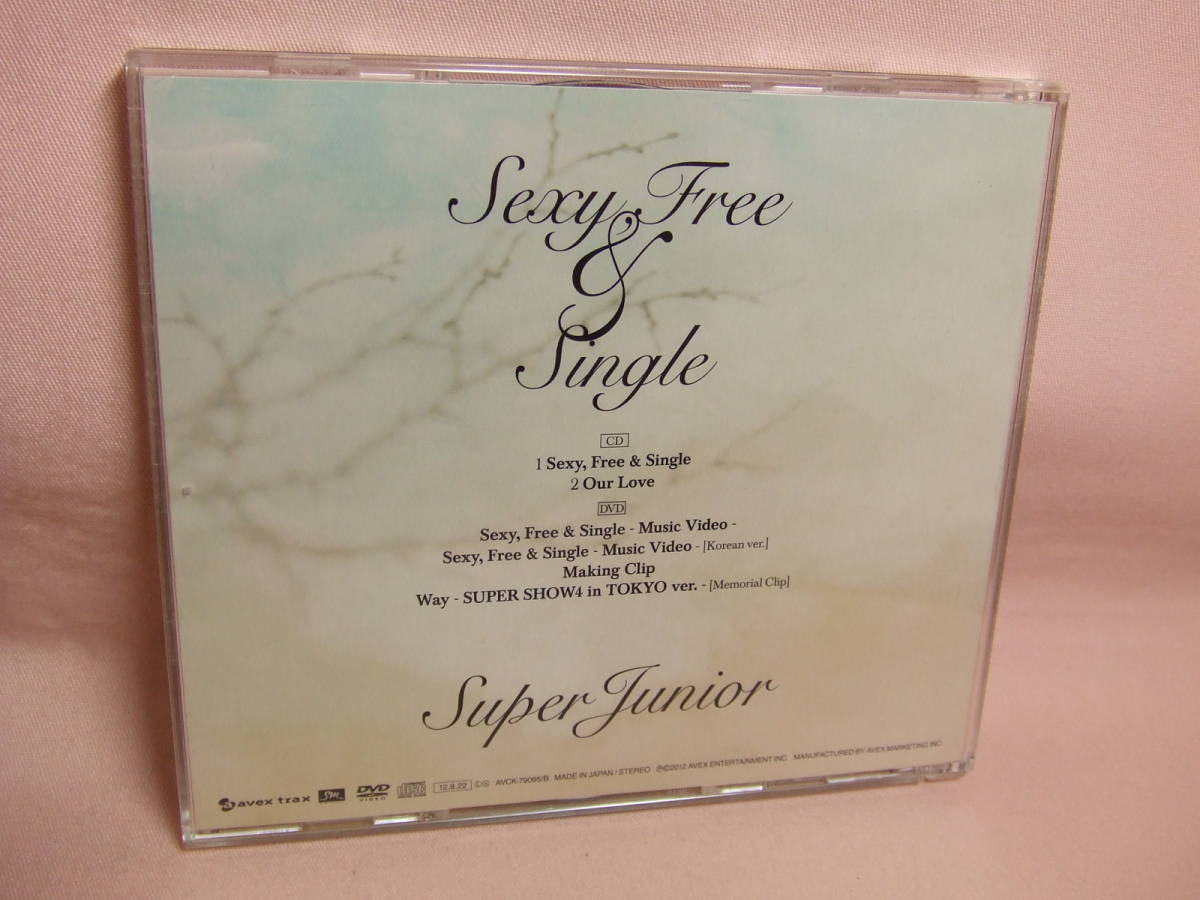 Sexy, Free
&
Single
CD
1 Sexy, Free & Single
2 Our Love
DVD
Sexy, Free & Single - Music Video -
Sexy, Free & Single - Music Video - [Korean ver.]
Making Clip
Way - SUPER SHOW4 in TOKYO ver. - [Memorial Clip]
Super Junior
avex trax SM DVD VIDEO 12.8.22 AVCK-79095/B MADE IN JAPAN / STEREO ℗©2012 AVEX ENTERTAINMENT INC. MANUFACTURED BY AVEX MARKETING INC.